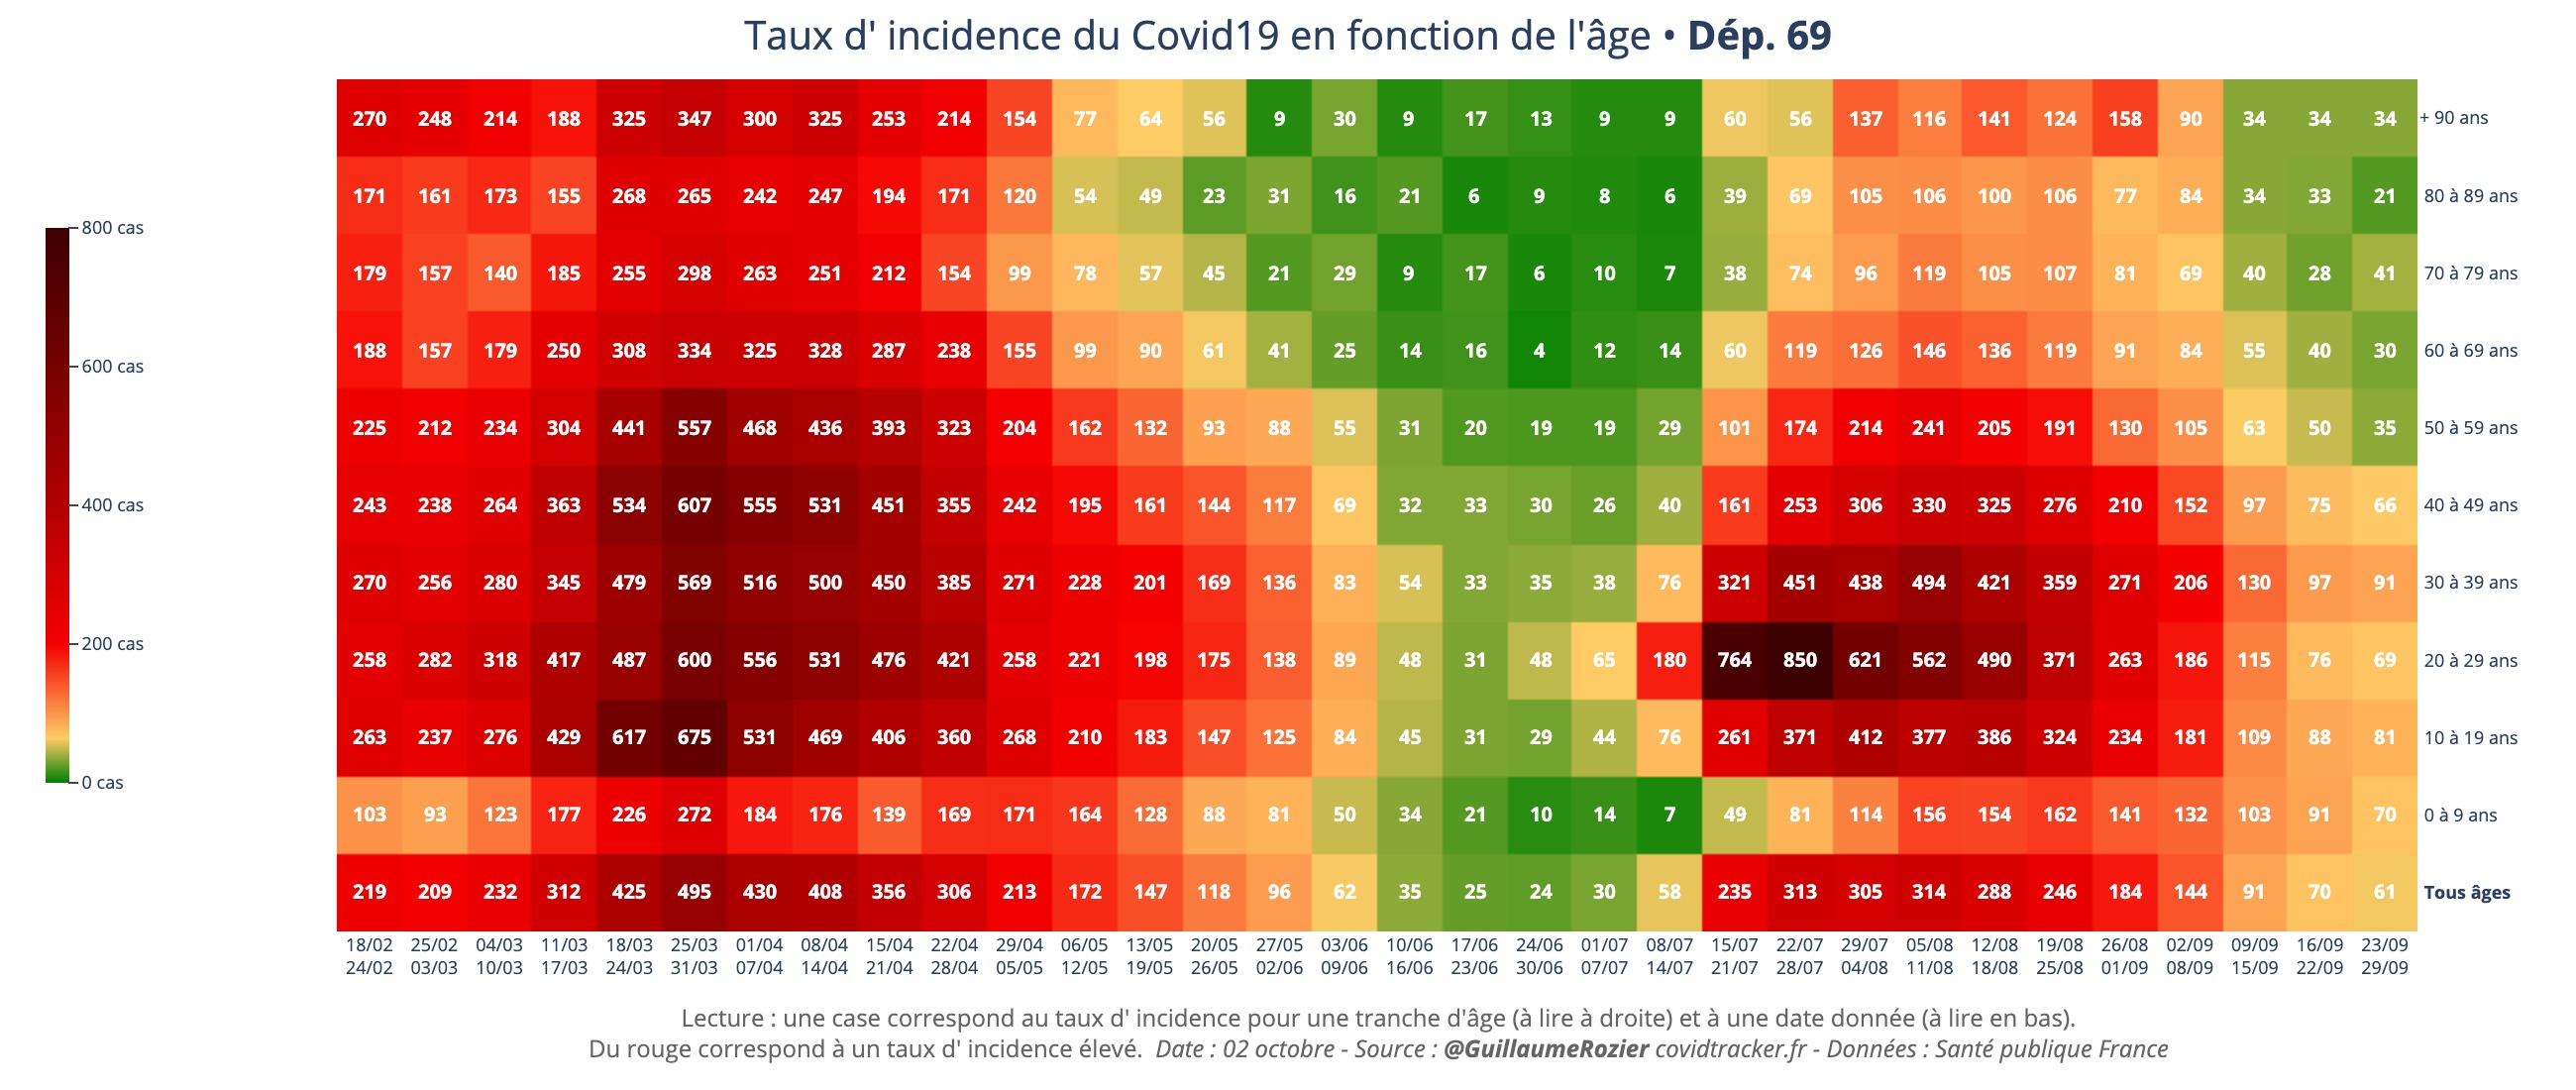 Taux d' incidence du Covid19 en fonction de l'âge • Dép. 69
800 cas
600 cas
400 cas
200 cas
0 cas
270 248 214 188 325 347 300 325 253 214 154 77 64 56 9 30 9 17 13 9 9 60 56 137 116 141 124 158 90 34 34 34 + 90 ans
171 161 173 155 268 265 242 247 194 171 120 54 49 23 31 16 21 6 9 8 6 39 69 105 106 100 106 77 84 34 33 21 80 à 89 ans
179 157 140 185 255 298 263 251 212 154 99 78 57 45 21 29 9 17 6 10 7 38 74 96 119 105 107 81 69 40 28 41 70 à 79 ans
188 157 179 250 308 334 325 328 287 238 155 99 90 61 41 25 14 16 4 12 14 60 119 126 146 136 119 91 84 55 40 30 60 à 69 ans
225 212 234 304 441 557 468 436 393 323 204 162 132 93 88 55 31 20 19 19 29 101 174 214 241 205 191 130 105 63 50 35 50 à 59 ans
243 238 264 363 534 607 555 531 451 355 242 195 161 144 117 69 32 33 30 26 40 161 253 306 330 325 276 210 152 97 75 66 40 à 49 ans
270 256 280 345 479 569 516 500 450 385 271 228 201 169 136 83 54 33 35 38 76 321 451 438 494 421 359 271 206 130 97 91 30 à 39 ans
258 282 318 417 487 600 556 531 476 421 258 221 198 175 138 89 48 31 48 65 180 764 850 621 562 490 371 263 186 115 76 69 20 à 29 ans
263 237 276 429 617 675 531 469 406 360 268 210 183 147 125 84 45 31 29 44 76 261 371 412 377 386 324 234 181 109 88 81 10 à 19 ans
103 93 123 177 226 272 184 176 139 169 171 164 128 88 81 50 34 21 10 14 7 49 81 114 156 154 162 141 132 103 91 70 0 à 9 ans
219 209 232 312 425 495 430 408 356 306 213 172 147 118 96 62 35 25 24 30 58 235 313 305 314 288 246 184 144 91 70 61 Tous âges
18/02 25/02 04/03 11/03 18/03 25/03 01/04 08/04 15/04 22/04 29/04 06/05 13/05 20/05 27/05 03/06 10/06 17/06 24/06 01/07 08/07 15/07 22/07 29/07 05/08 12/08 19/08 26/08 02/09 09/09 16/09 23/09
24/02 03/03 10/03 17/03 24/03 31/03 07/04 14/04 21/04 28/04 05/05 12/05 19/05 26/05 02/06 09/06 16/06 23/06 30/06 07/07 14/07 21/07 28/07 04/08 11/08 18/08 25/08 01/09 08/09 15/09 22/09 29/09
Lecture : une case correspond au taux d' incidence pour une tranche d'âge (à lire à droite) et à une date donnée (à lire en bas).
Du rouge correspond à un taux d' incidence élevé. Date : 02 octobre - Source : @GuillaumeRozier covidtracker.fr - Données : Santé publique France